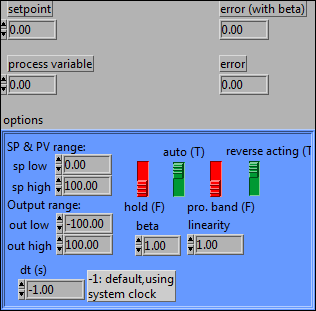 setpoint error (with beta)
0.00 0.00
process variable error
0.00 0.00
options
SP & PV range:
auto (T) reverse acting (T
sp low 0.00
sp high 100.00
Output range: hold (F) pro. band (F)
out low -100.00 beta linearity
out high 100.00 1.00 1.00
dt (s)
-1.00
-1: default,using
system clock